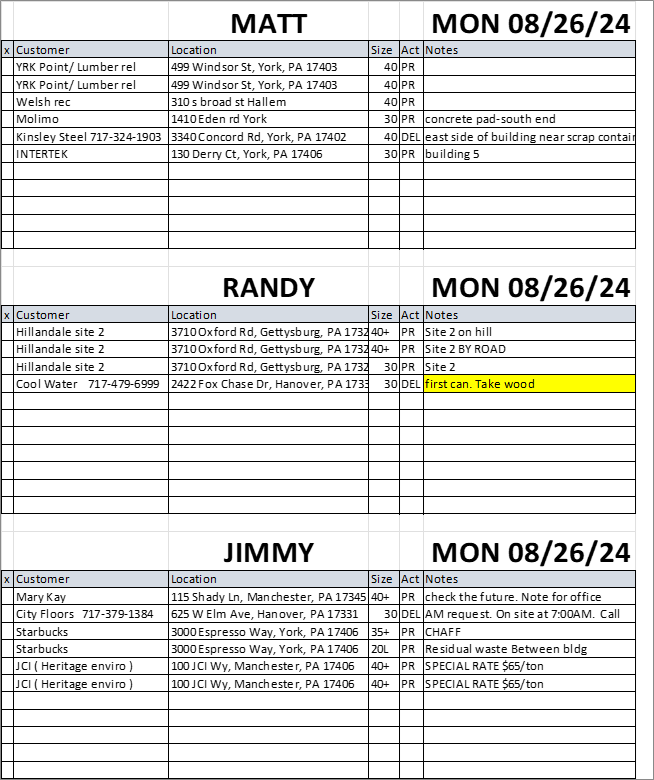 MATT MON 08/26/24
x Customer Location Size Act Notes
YRK Point/ Lumber rel 499 Windsor St, York, PA 17403 40 PR
YRK Point/ Lumber rel 499 Windsor St, York, PA 17403 40 PR
Welsh rec 310 s broad st Hallem 40 PR
Molimo 1410 Eden rd York 30 PR concrete pad-south end
Kinsley Steel 717-324-1903 3340 Concord Rd, York, PA 17402 40 DEL east side of building near scrap contair
INTERTEK 130 Derry Ct, York, PA 17406 30 PR building 5
RANDY MON 08/26/24
x Customer Location Size Act Notes
Hillandale site 2 3710 Oxford Rd, Gettysburg, PA 1732 40+ PR Site 2 on hill
Hillandale site 2 3710 Oxford Rd, Gettysburg, PA 1732 40+ PR Site 2 BY ROAD
Hillandale site 2 3710 Oxford Rd, Gettysburg, PA 1732 30 PR Site 2
Cool Water 717-479-6999 2422 Fox Chase Dr, Hanover, PA 1733 30 DEL first can. Take wood
JIMMY MON 08/26/24
x Customer Location Size Act Notes
Mary Kay 115 Shady Ln, Manchester, PA 17345 40+ PR check the future. Note for office
City Floors 717-379-1384 625 W Elm Ave, Hanover, PA 17331 30 DEL AM request. On site at 7:00AM. Call
Starbucks 3000 Espresso Way, York, PA 17406 35+ PR CHAFF
Starbucks 3000 Espresso Way, York, PA 17406 20L PR Residual waste Between bldg
JCI ( Heritage enviro ) 100 JCI Wy, Manchester, PA 17406 40+ PR SPECIAL RATE $65/ton
JCI ( Heritage enviro ) 100 JCI Wy, Manchester, PA 17406 40+ PR SPECIAL RATE $65/ton